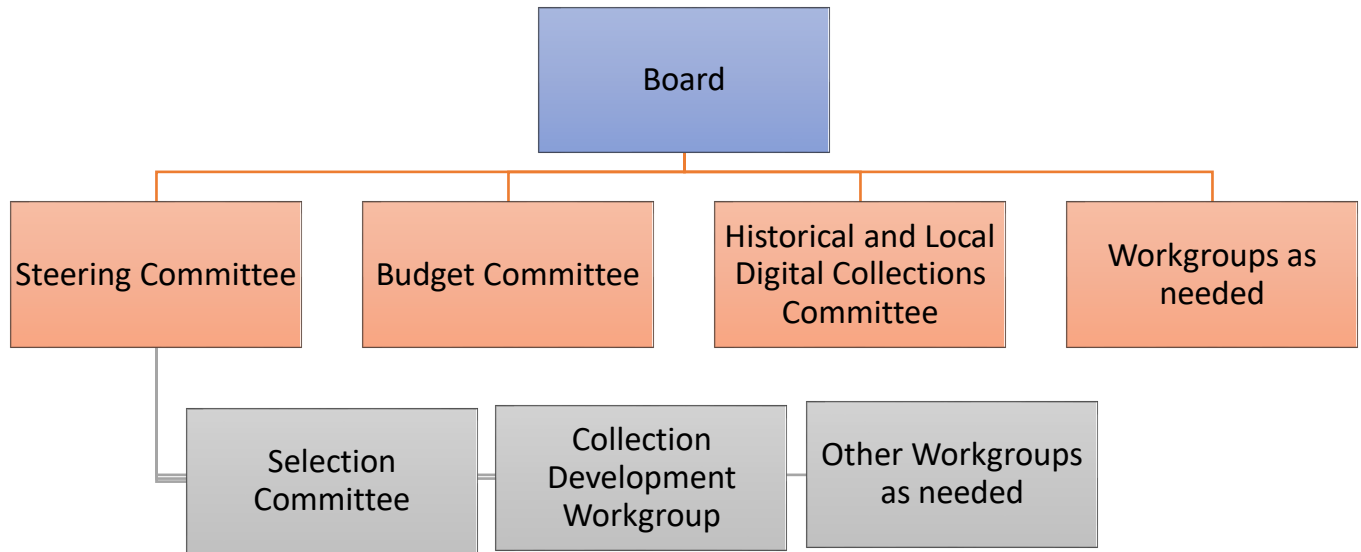 Board
Steering Committee
Budget Committee
Historical and Local
Digital Collections
Committee
Workgroups as
needed
Selection
Committee
Collection
Development
Workgroup
Other Workgroups
as needed